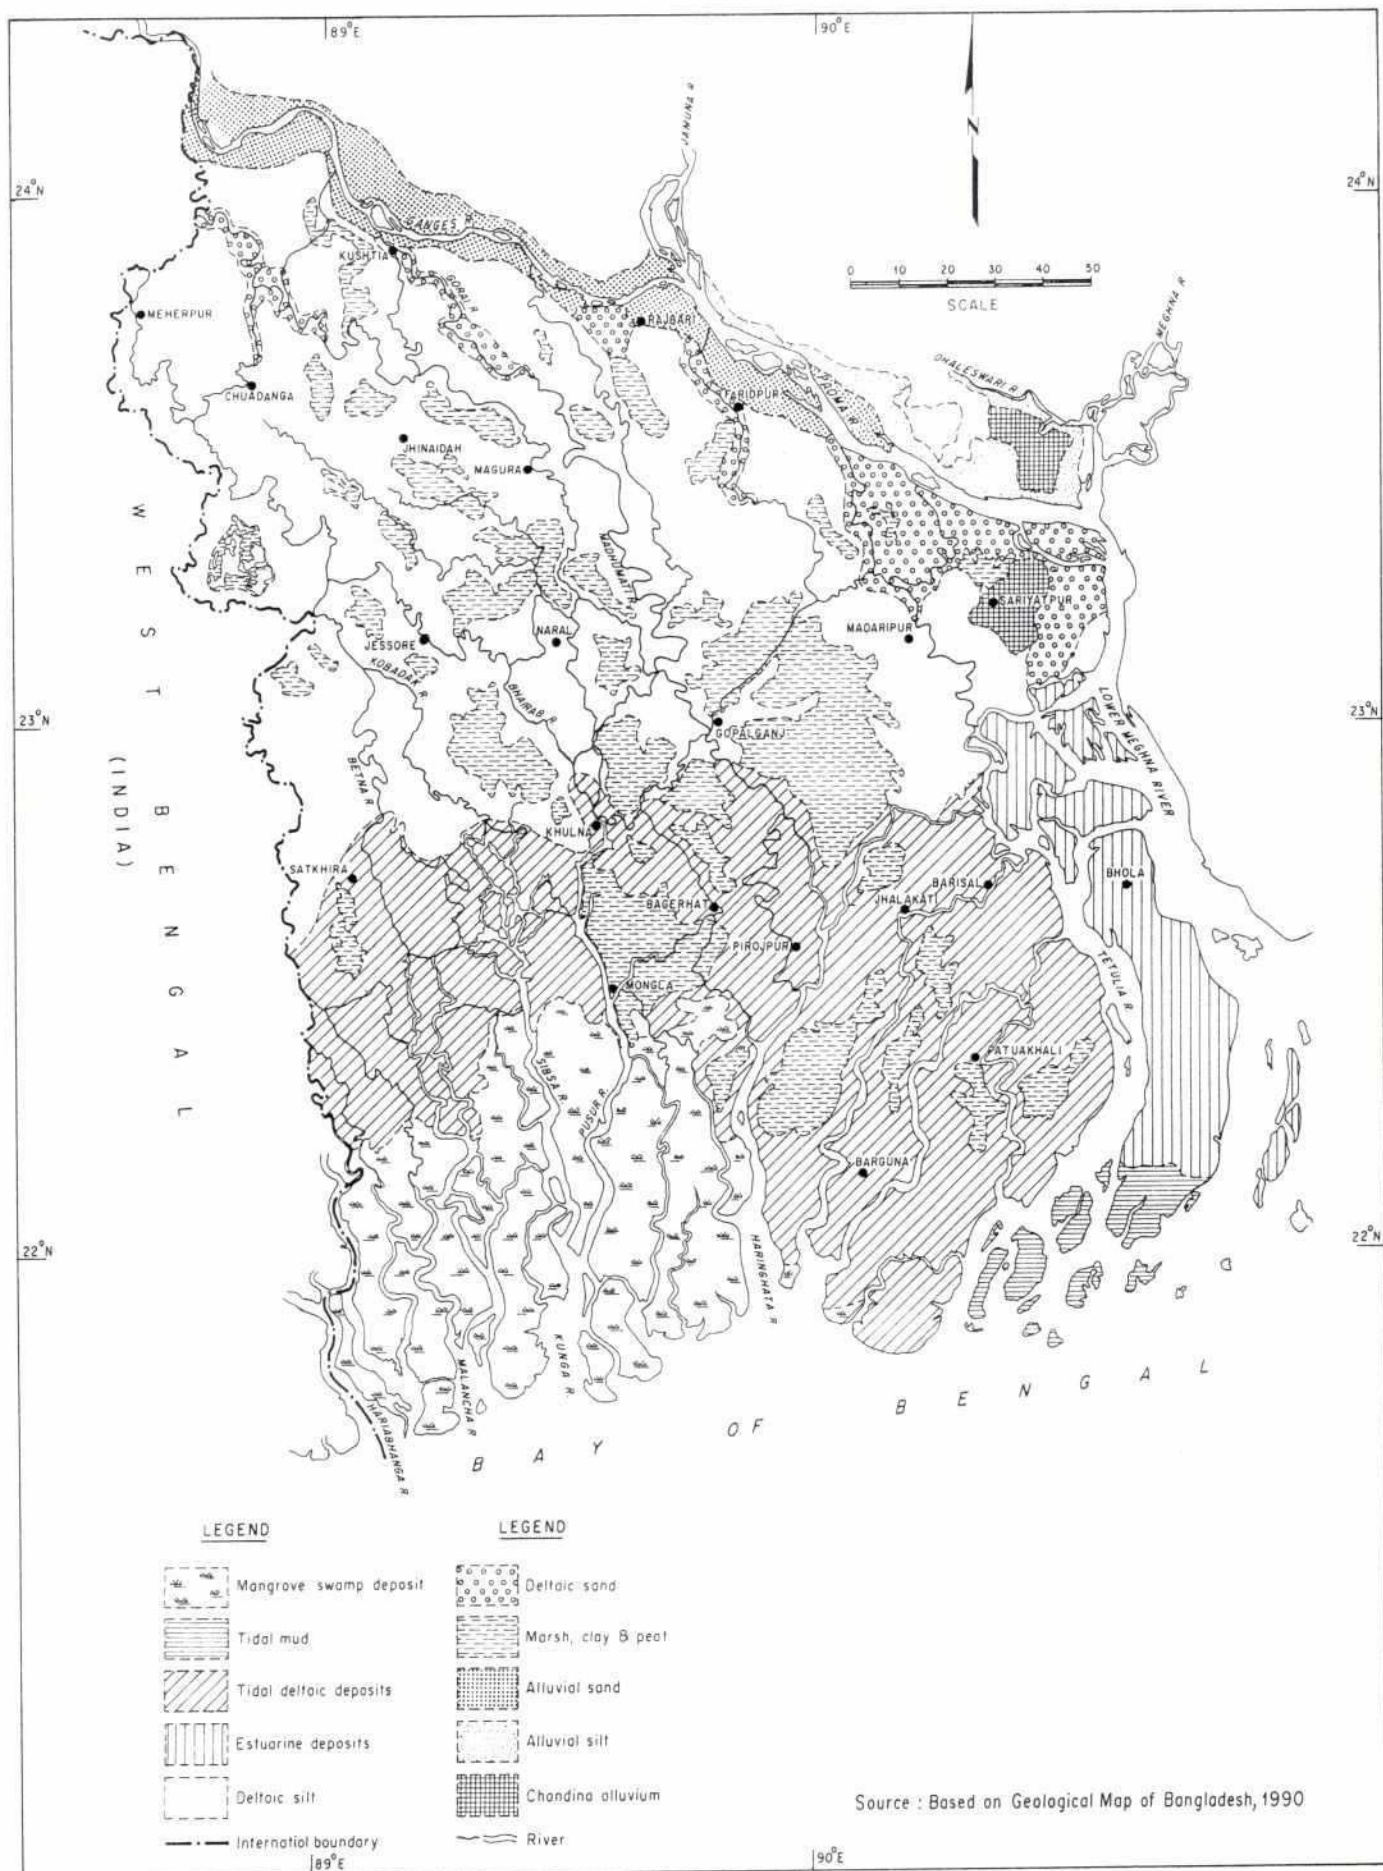 89°E
90°E
JAMUNA R
24°N
24°N
GANGES R
KUSHTIA
GORAI R
MEHERPUR
RAJBARI
0 10 20 30 40 50
SCALE
MEGHNA R
DHALESWARI R
CHUADANGA
FARIDPUR
PADMA R
JHINAIDAH
MAGURA
MADHUMATI R
SARIYATPUR
MADARIPUR
JESSORE
NARAL
KOBADAK R.
BHAIRAB R
23°N
23°N
GOPALGANJ
LOWER MEGHNA RIVER
BETNA R
KHULNA
SATKHIRA
BAGERHAT
BARISAL
JHALAKATI
BHOLA
PIROJPUR
MONGLA
TETULIA R
PATUAKHALI
SIBSA R.
PUSUR R.
BARGUNA
WEST BENGAL
(INDIA)
22°N
22°N
HARINGHATA R
KUNGA R.
MALANCHA R
HARIABHANGA R
BAY OF BENGAL
LEGEND
Mangrove swamp deposit
Tidal mud
Tidal deltaic deposits
Estuarine deposits
Deltaic silt
Internatiol boundary
LEGEND
Deltaic sand
Marsh, clay & peat
Alluvial sand
Alluvial silt
Chandina alluvium
River
Source : Based on Geological Map of Bangladesh, 1990
89°E
90°E